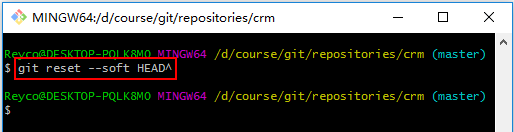 MINGW64:/d/course/git/repositories/crm
Reyco@DESKTOP-PQLK8MO MINGW64 /d/course/git/repositories/crm (master)
$ git reset --soft HEAD^
Reyco@DESKTOP-PQLK8MO MINGW64 /d/course/git/repositories/crm (master)
$